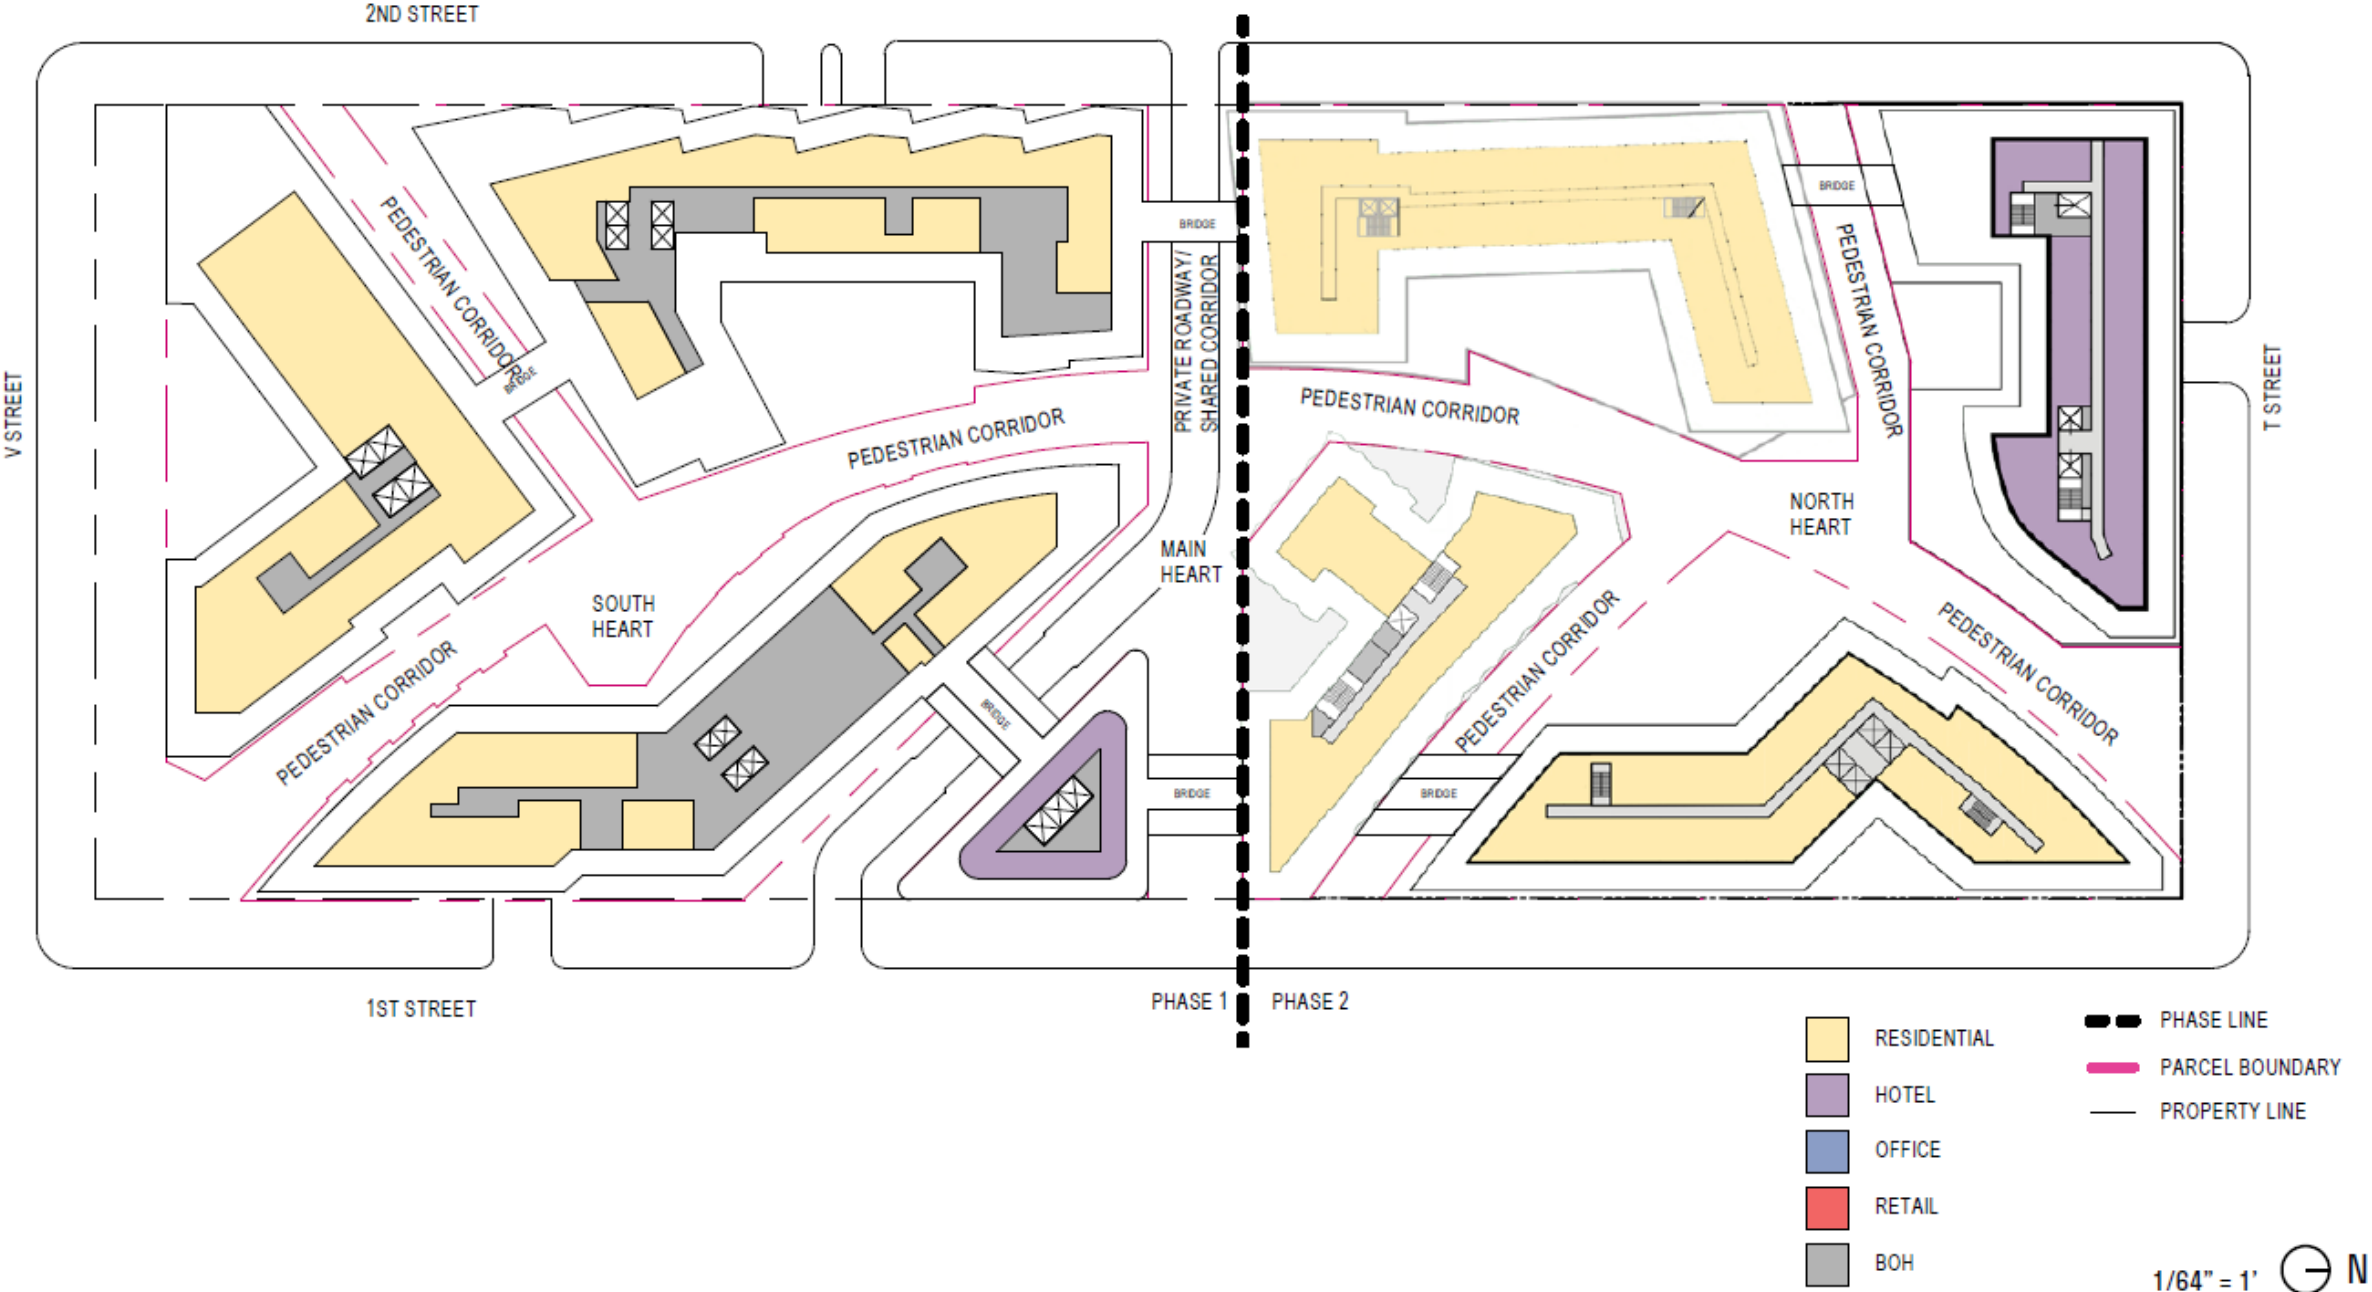 2ND STREET
V STREET
T STREET
PEDESTRIAN CORRIDOR
BRIDGE
BRIDGE
PRIVATE ROADWAY/
SHARED CORRIDOR
BRIDGE
PEDESTRIAN CORRIDOR
PEDESTRIAN CORRIDOR
PEDESTRIAN CORRIDOR
NORTH
HEART
MAIN
HEART
SOUTH
HEART
PEDESTRIAN CORRIDOR
PEDESTRIAN CORRIDOR
PEDESTRIAN CORRIDOR
BRIDGE
BRIDGE
BRIDGE
1ST STREET
PHASE 1
PHASE 2
RESIDENTIAL
HOTEL
OFFICE
RETAIL
BOH
PHASE LINE
PARCEL BOUNDARY
PROPERTY LINE
1/64" = 1'
N